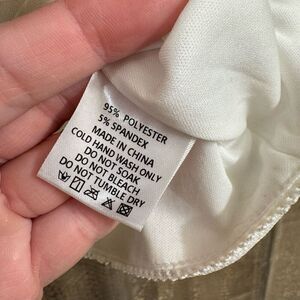 95% POLYESTER
5% SPANDEX
MADE IN CHINA
COLD HAND WASH ONLY
DO NOT SOAK
DO NOT BLEACH
DO NOT TUMBLE DRY